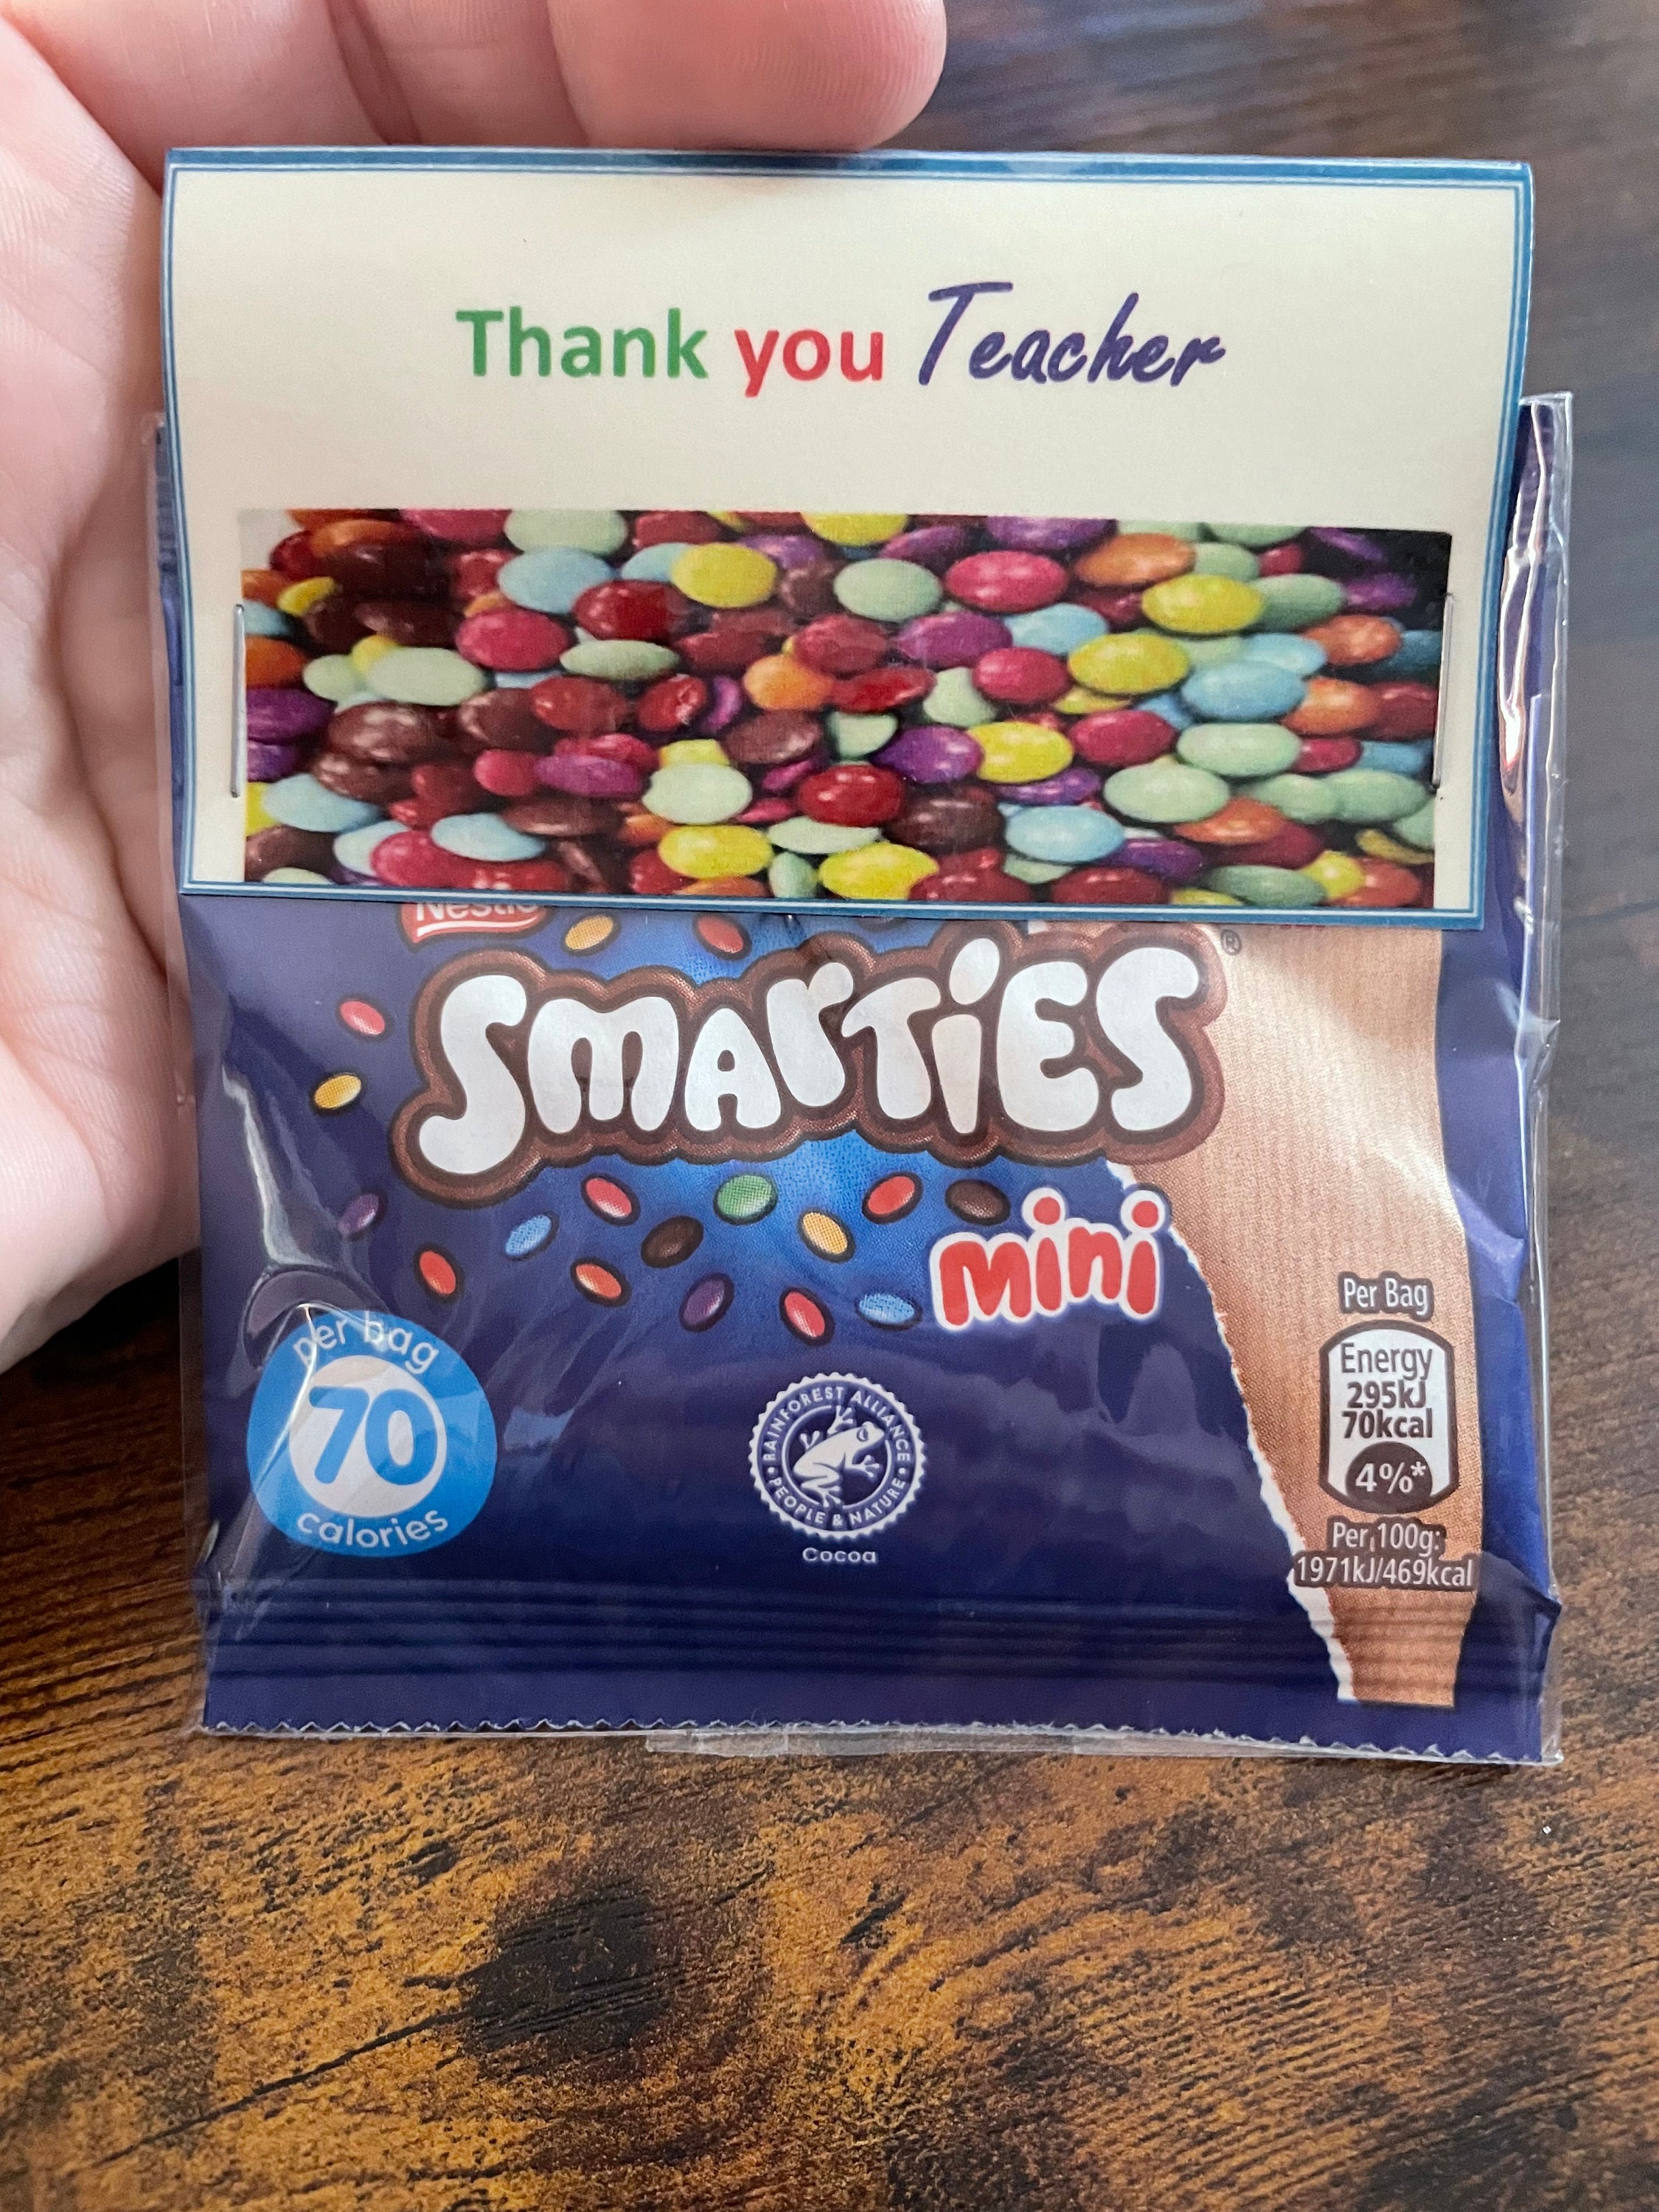 Thank you Teacher
Nestlé
SMARTIES®
mini
per bag
70
calories
RAINFOREST ALLIANCE
PEOPLE & NATURE
Cocoa
Per Bag
Energy
295kJ
70kcal
4%*
Per 100g:
1971kJ/469kcal